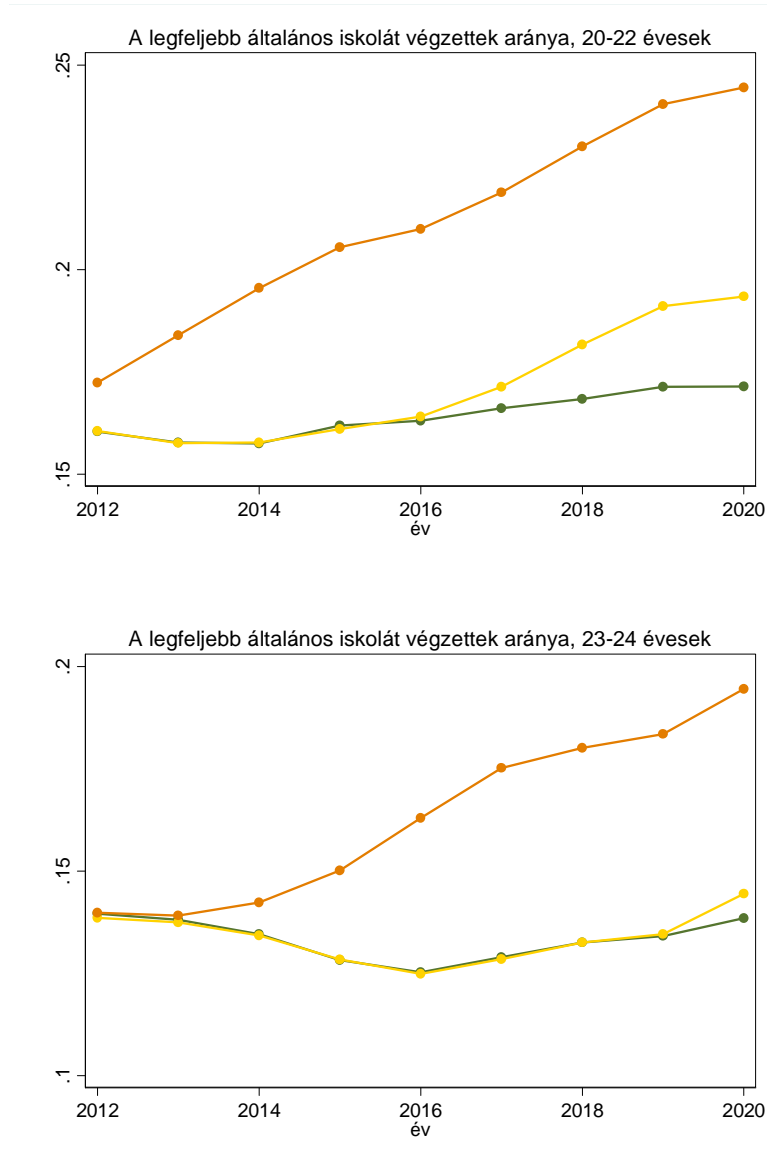 A legfeljebb általános iskolát végzettek aránya, 20-22 évesek
.25
.2
.15
2012 2014 2016 2018 2020
év
A legfeljebb általános iskolát végzettek aránya, 23-24 évesek
.2
.15
.1
2012 2014 2016 2018 2020
év